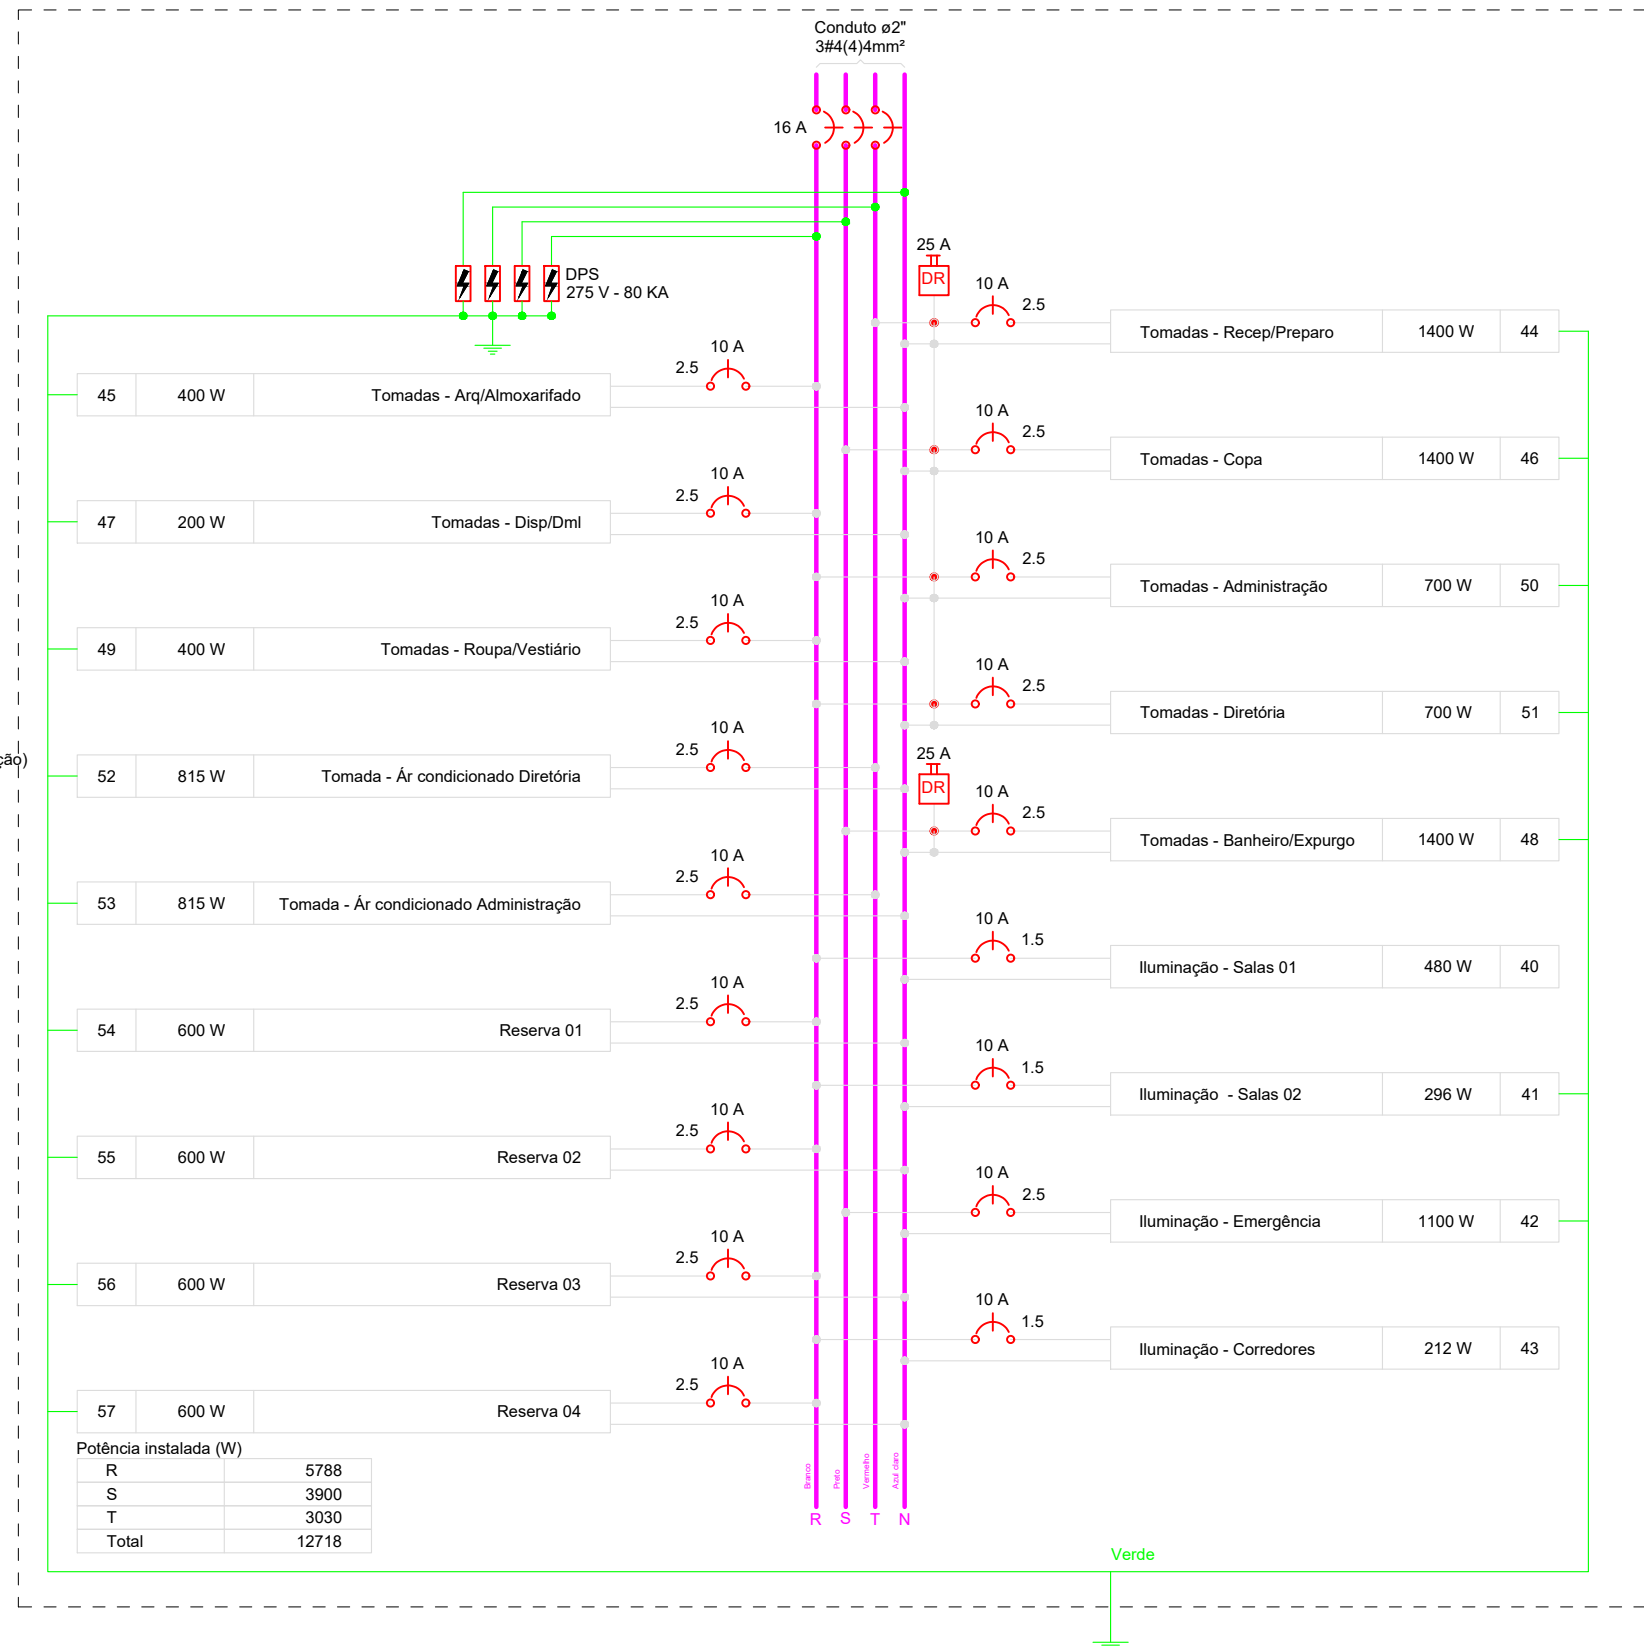 Conduto ø2"
3#4(4)4mm²
16 A
DPS
275 V - 80 KA
25 A
DR
10 A
2.5
Tomadas - Recep/Preparo 1400 W 44
10 A
2.5
45 400 W Tomadas - Arq/Almoxarifado
10 A
2.5
Tomadas - Copa 1400 W 46
10 A
2.5
47 200 W Tomadas - Disp/Dml
10 A
2.5
Tomadas - Administração 700 W 50
10 A
2.5
49 400 W Tomadas - Roupa/Vestiário
10 A
2.5
Tomadas - Diretória 700 W 51
10 A
2.5
ção)
52 815 W Tomada - Ár condicionado Diretória
25 A
DR
10 A
2.5
Tomadas - Banheiro/Expurgo 1400 W 48
10 A
2.5
53 815 W Tomada - Ár condicionado Administração
10 A
1.5
Iluminação - Salas 01 480 W 40
10 A
2.5
54 600 W Reserva 01
10 A
1.5
Iluminação - Salas 02 296 W 41
10 A
2.5
55 600 W Reserva 02
10 A
2.5
Iluminação - Emergência 1100 W 42
10 A
2.5
56 600 W Reserva 03
10 A
1.5
Iluminação - Corredores 212 W 43
10 A
2.5
57 600 W Reserva 04
Potência instalada (W)
R 5788
S 3900
T 3030
Total 12718
Branco
Preto
Vermelho
Azul claro
R S T N
Verde